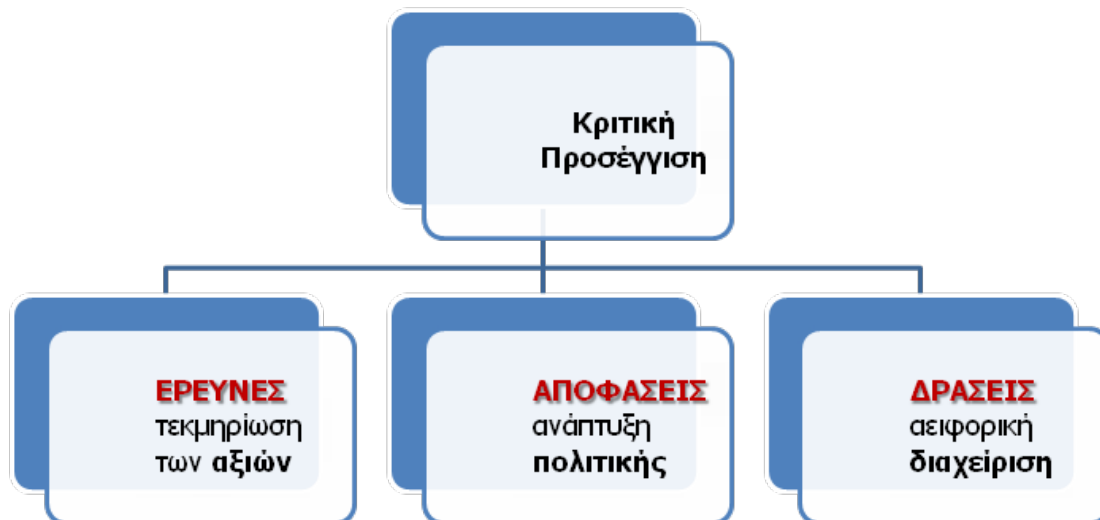 Κριτική
Προσέγγιση
ΕΡΕΥΝΕΣ
τεκμηρίωση
των αξιών
ΑΠΟΦΑΣΕΙΣ
ανάπτυξη
πολιτικής
ΔΡΑΣΕΙΣ
αειφορική
διαχείριση